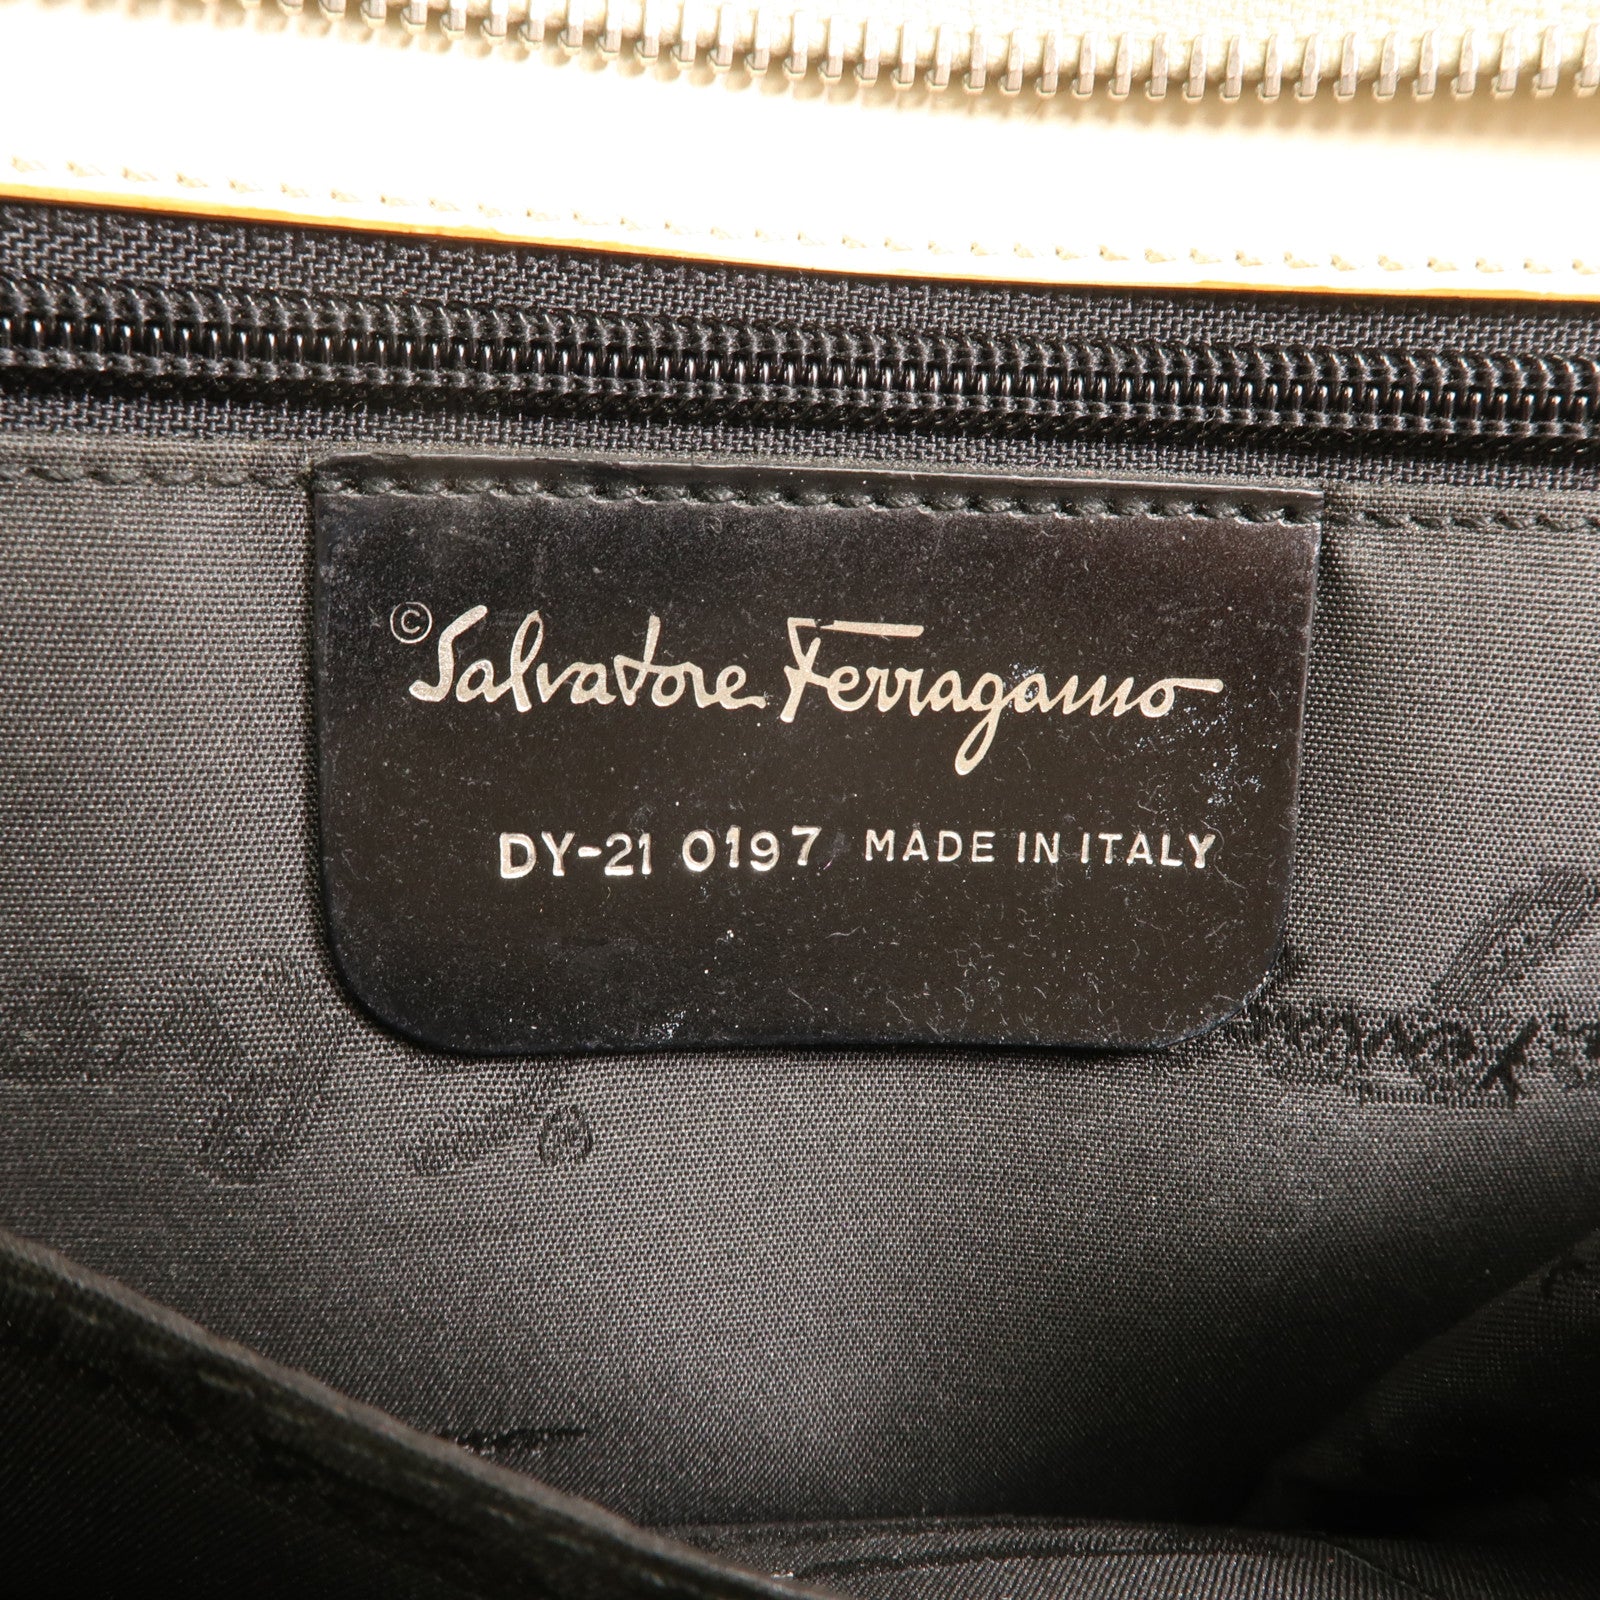 ©Salvatore Ferragamo
DY-21 0197 MADE IN ITALY